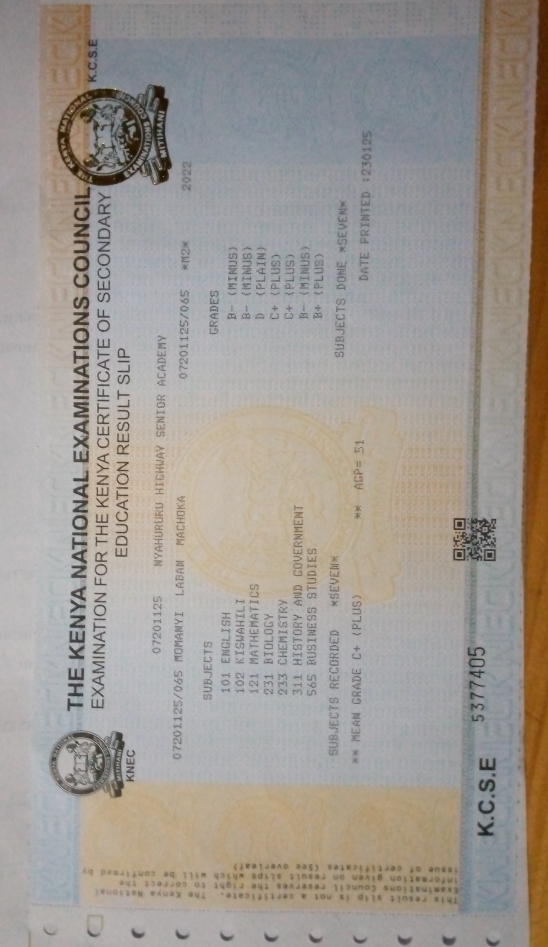 THE KENYA NATIONAL EXAMINATIONS COUNCIL
EXAMINATION FOR THE KENYA CERTIFICATE OF SECONDARY
EDUCATION RESULT SLIP
KNEC
K.C.S.E
THE KENYA NATIONAL
EXAMINATIONS COUNCIL
MITIHANI
07201125 NYAHURURU HIGHWAY SENIOR ACADEMY
07201125/065 MOMANYI LABAN MACHOKA 07201125/065 *M2* 2022
SUBJECTS GRADES
101 ENGLISH B- (MINUS)
102 KISWAHILI B- (MINUS)
121 MATHEMATICS D (PLAIN)
231 BIOLOGY C+ (PLUS)
233 CHEMISTRY C+ (PLUS)
311 HISTORY AND GOVERNMENT B- (MINUS)
565 BUSINESS STUDIES B+ (PLUS)
SUBJECTS RECORDED *SEVEN* SUBJECTS DONE *SEVEN*
** MEAN GRADE C+ (PLUS) ** AGP= 51 DATE PRINTED :230125
K.C.S.E 5377405
This result slip is not a certificate. The Kenya National
Examinations Council reserves the right to correct the
information given on result slips which will be confirmed by
issue of certificates (See overleaf)